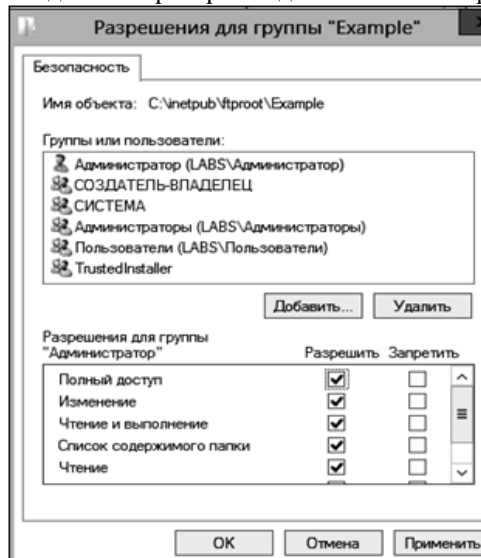 Разрешения для группы "Example"
Безопасность
Имя объекта: C:\inetpub\ftproot\Example
Группы или пользователи:
Администратор (LABS\Администратор)
СОЗДАТЕЛЬ-ВЛАДЕЛЕЦ
СИСТЕМА
Администраторы (LABS\Администраторы)
Пользователи (LABS\Пользователи)
TrustedInstaller
Добавить... Удалить
Разрешения для группы
"Администратор" Разрешить Запретить
Полный доступ
Изменение
Чтение и выполнение
Список содержимого папки
Чтение
ОК Отмена Применить